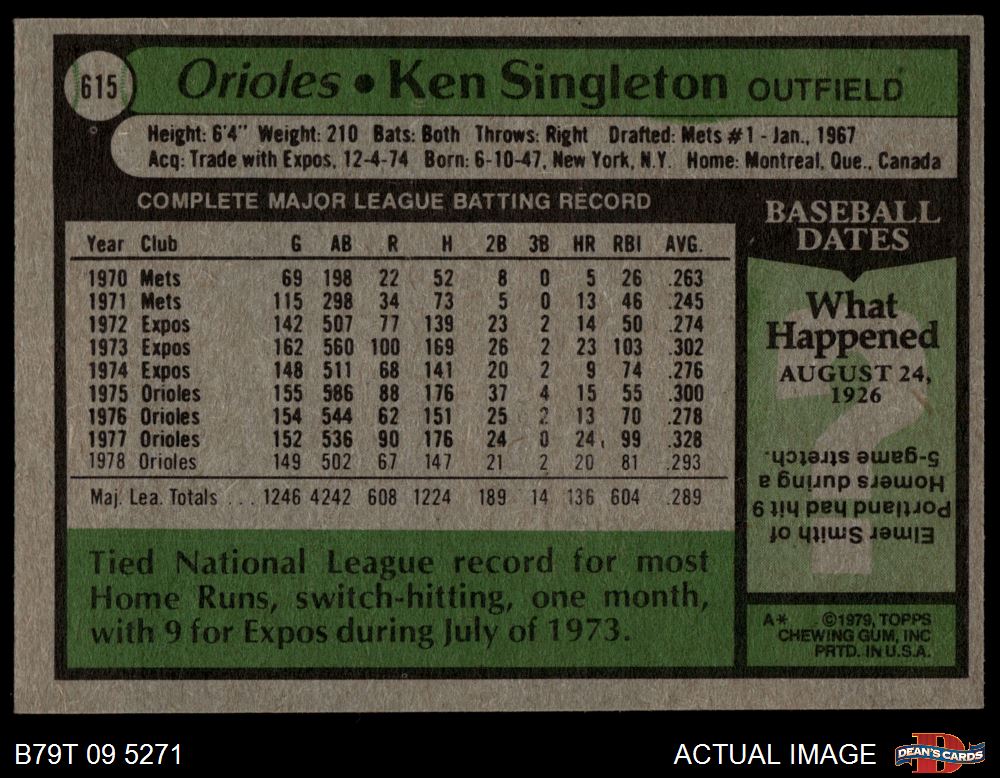 615
Orioles • Ken Singleton OUTFIELD
Height: 6'4" Weight: 210 Bats: Both Throws: Right Drafted: Mets #1 - Jan., 1967
Acq: Trade with Expos, 12-4-74 Born: 6-10-47, New York, N.Y. Home: Montreal, Que., Canada
COMPLETE MAJOR LEAGUE BATTING RECORD
Year Club G AB R H 2B 3B HR RBI AVG.
1970 Mets 69 198 22 52 8 0 5 26 .263
1971 Mets 115 298 34 73 5 0 13 46 .245
1972 Expos 142 507 77 139 23 2 14 50 .274
1973 Expos 162 560 100 169 26 2 23 103 .302
1974 Expos 148 511 68 141 20 2 9 74 .276
1975 Orioles 155 586 88 176 37 4 15 55 .300
1976 Orioles 154 544 62 151 25 2 13 70 .278
1977 Orioles 152 536 90 176 24 0 24 99 .328
1978 Orioles 149 502 67 147 21 2 20 81 .293
Maj. Lea. Totals . . . 1246 4242 608 1224 189 14 136 604 .289
Tied National League record for most
Home Runs, switch-hitting, one month,
with 9 for Expos during July of 1973.
BASEBALL
DATES
What
Happened
AUGUST 24,
1926
?
Elmer Smith of
Portland had hit 9
Homers during a
5-game stretch.
A* ©1979, TOPPS
CHEWING GUM, INC
PRTD. IN U.S.A.
B79T 09 5271
ACTUAL IMAGE
DEAN'S CARDS